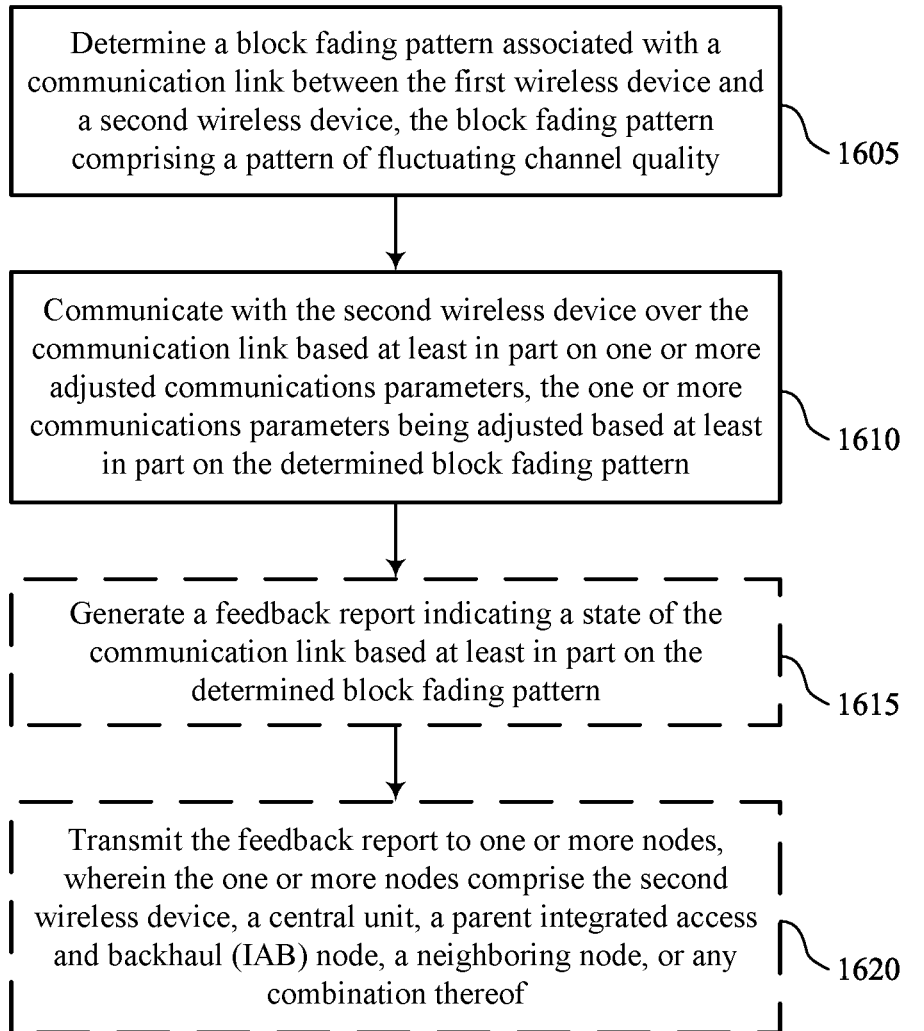 Determine a block fading pattern associated with a
communication link between the first wireless device and
a second wireless device, the block fading pattern
comprising a pattern of fluctuating channel quality
1605
Communicate with the second wireless device over the
communication link based at least in part on one or more
adjusted communications parameters, the one or more
communications parameters being adjusted based at least
in part on the determined block fading pattern
1610
Generate a feedback report indicating a state of the
communication link based at least in part on the
determined block fading pattern
1615
Transmit the feedback report to one or more nodes,
wherein the one or more nodes comprise the second
wireless device, a central unit, a parent integrated access
and backhaul (IAB) node, a neighboring node, or any
combination thereof
1620